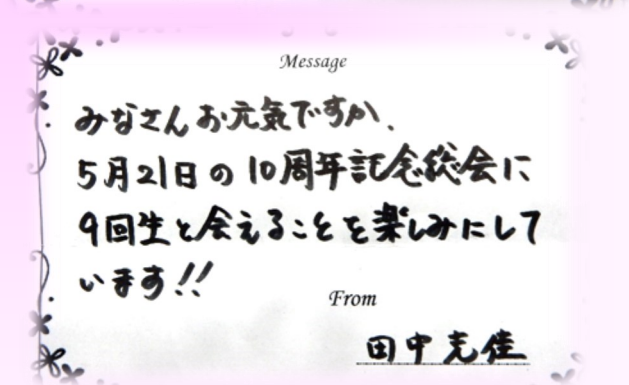 Message
みなさんお元気ですか、
5月21日の10周年記念総会に
9回生と会えることを楽しみにして
います!!
From
田中克佳